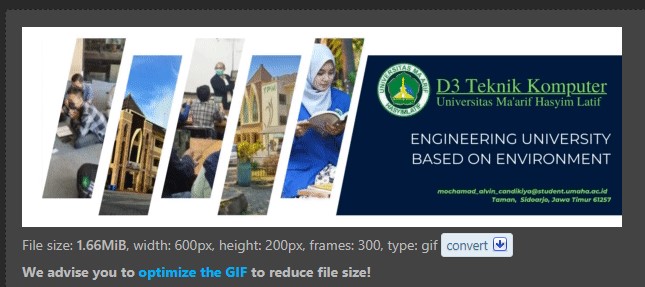 UNIVERSITAS MA'ARIF
HASYIM LATIF
D3 Teknik Komputer
Universitas Ma'arif Hasyim Latif
ENGINEERING UNIVERSITY
BASED ON ENVIRONMENT
mochamad_alvin_candikiya@student.umaha.ac.id
Taman, Sidoarjo, Jawa Timur 61257
File size: 1.66MiB, width: 600px, height: 200px, frames: 300, type: gif convert
We advise you to optimize the GIF to reduce file size!